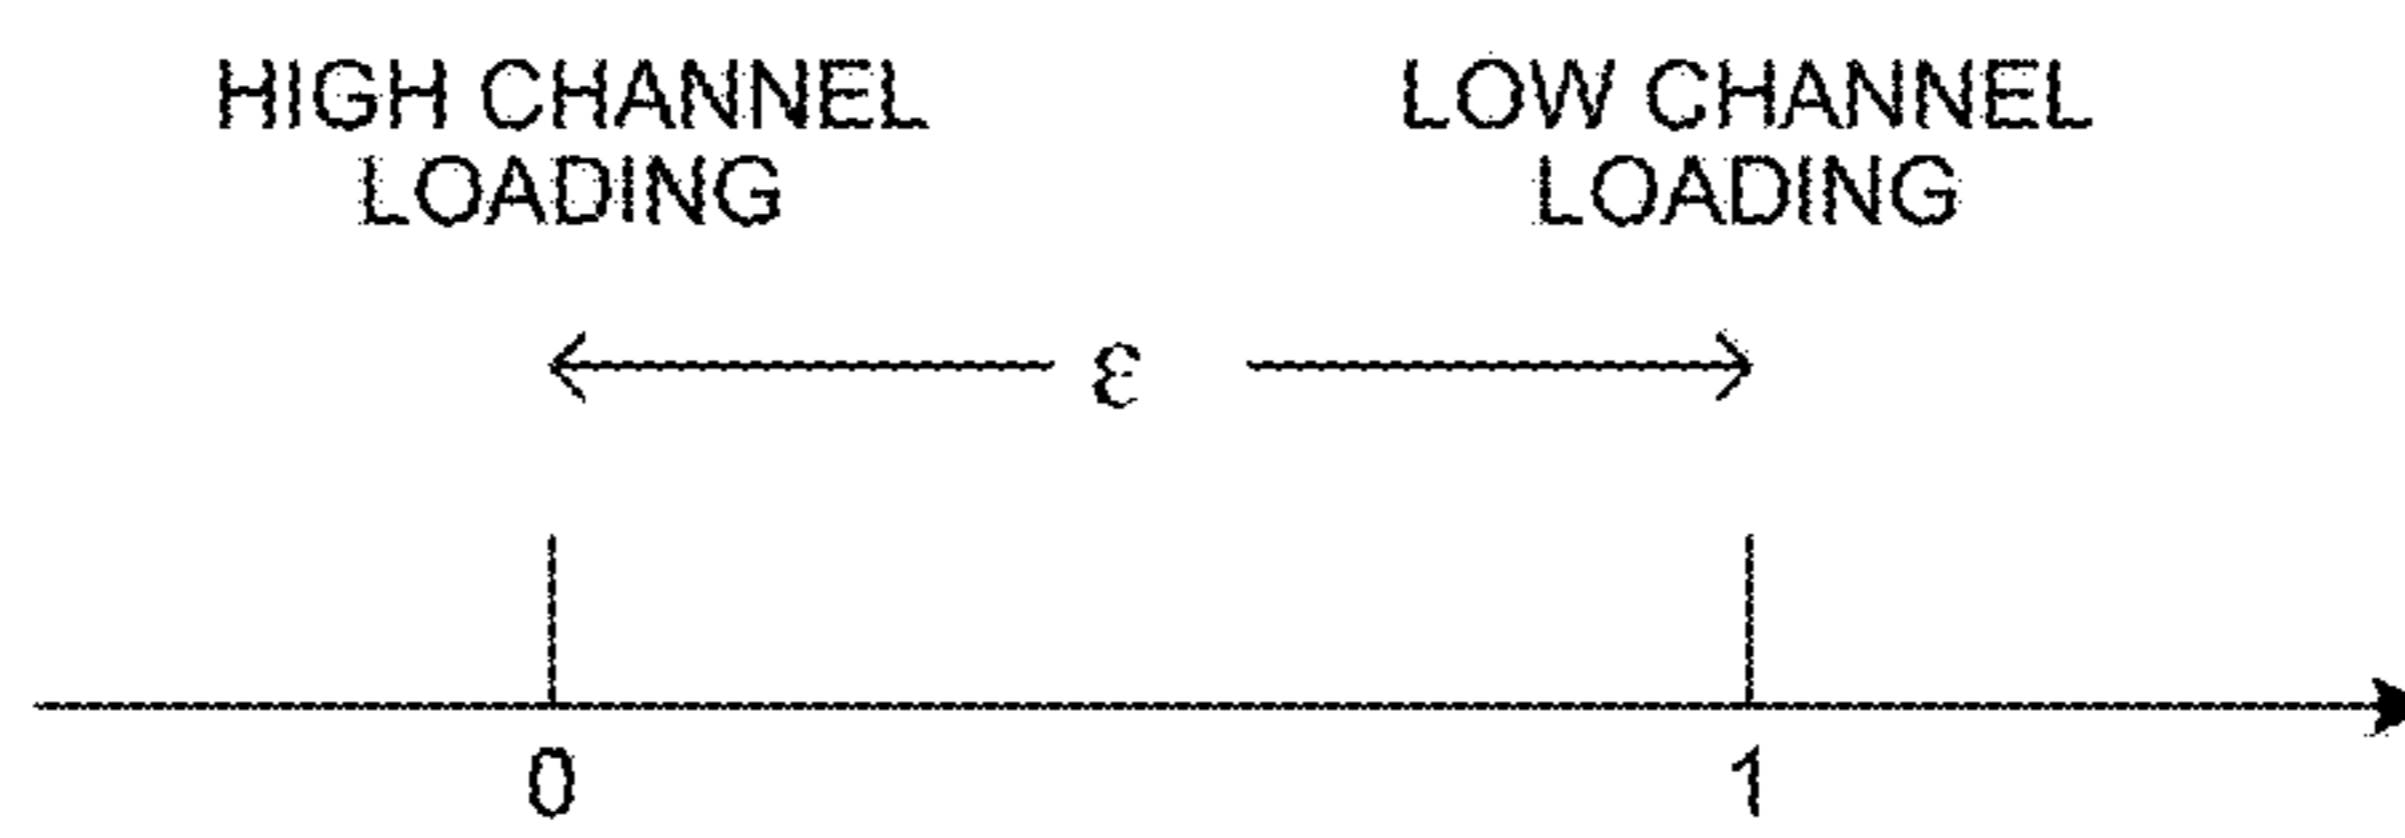 HIGH CHANNEL
LOADING
LOW CHANNEL
LOADING
ε
0
1